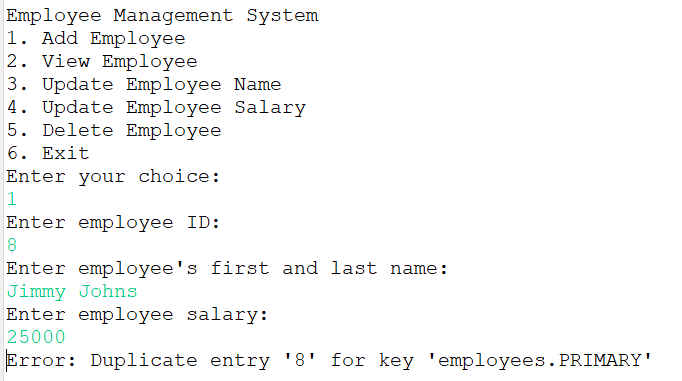 Employee Management System
1. Add Employee
2. View Employee
3. Update Employee Name
4. Update Employee Salary
5. Delete Employee
6. Exit
Enter your choice:
1
Enter employee ID:
8
Enter employee's first and last name:
Jimmy Johns
Enter employee salary:
25000
Error: Duplicate entry '8' for key 'employees.PRIMARY'